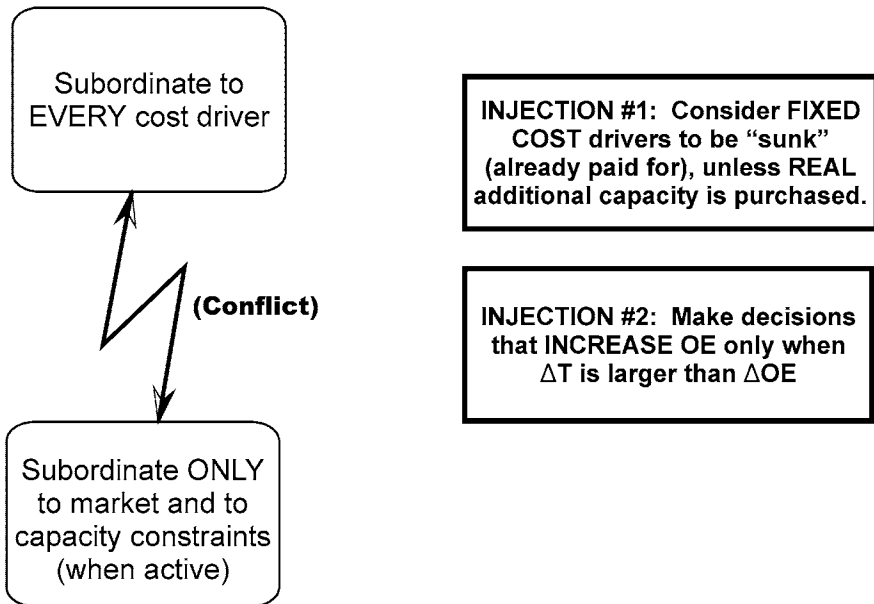 Subordinate to
EVERY cost driver
INJECTION #1:  Consider FIXED
COST drivers to be “sunk”
(already paid for), unless REAL
additional capacity is purchased.
(Conflict)
INJECTION #2:  Make decisions
that INCREASE OE only when
ΔT is larger than ΔOE
Subordinate ONLY
to market and to
capacity constraints
(when active)